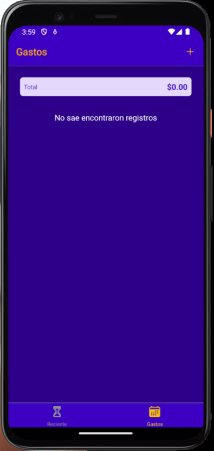 3:59
Gastos
+
Total $0.00
No sae encontraron registros
Reciente Gastos